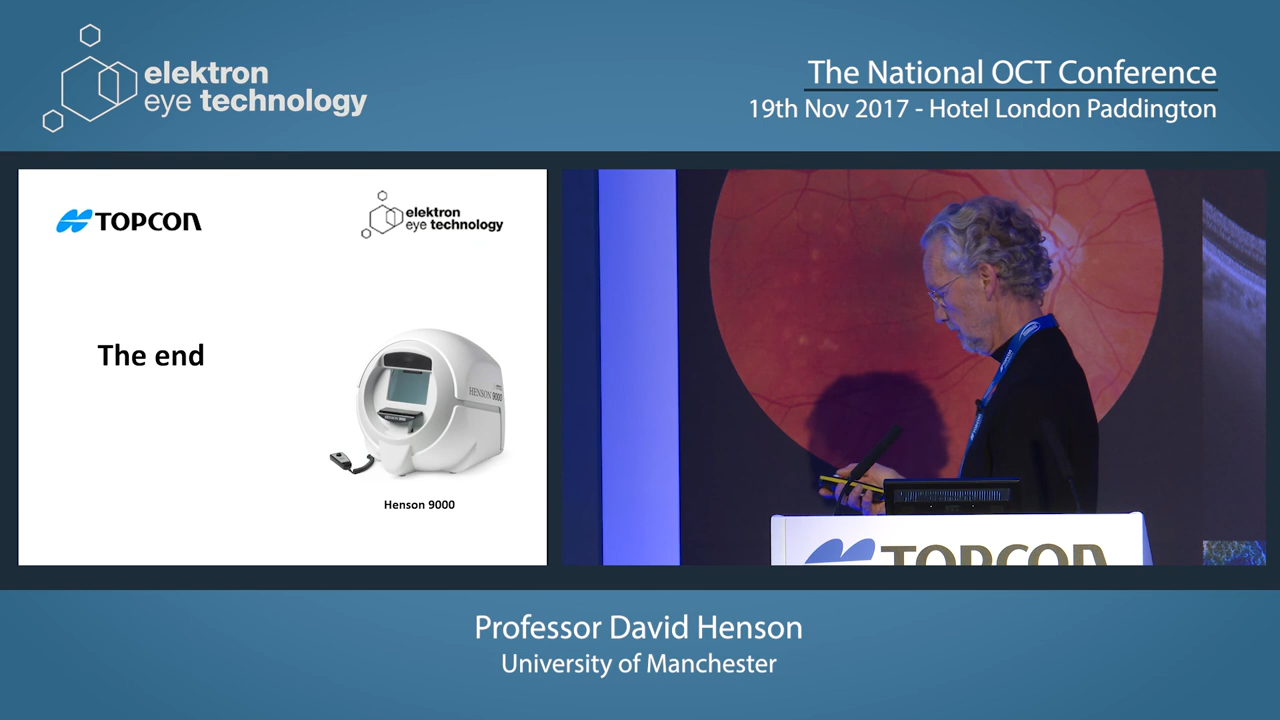 elektron
eye technology
The National OCT Conference
19th Nov 2017 - Hotel London Paddington
TOPCON
elektron
eye technology
The end
HENSON 9000
Henson 9000
TOPCON
Professor David Henson
University of Manchester